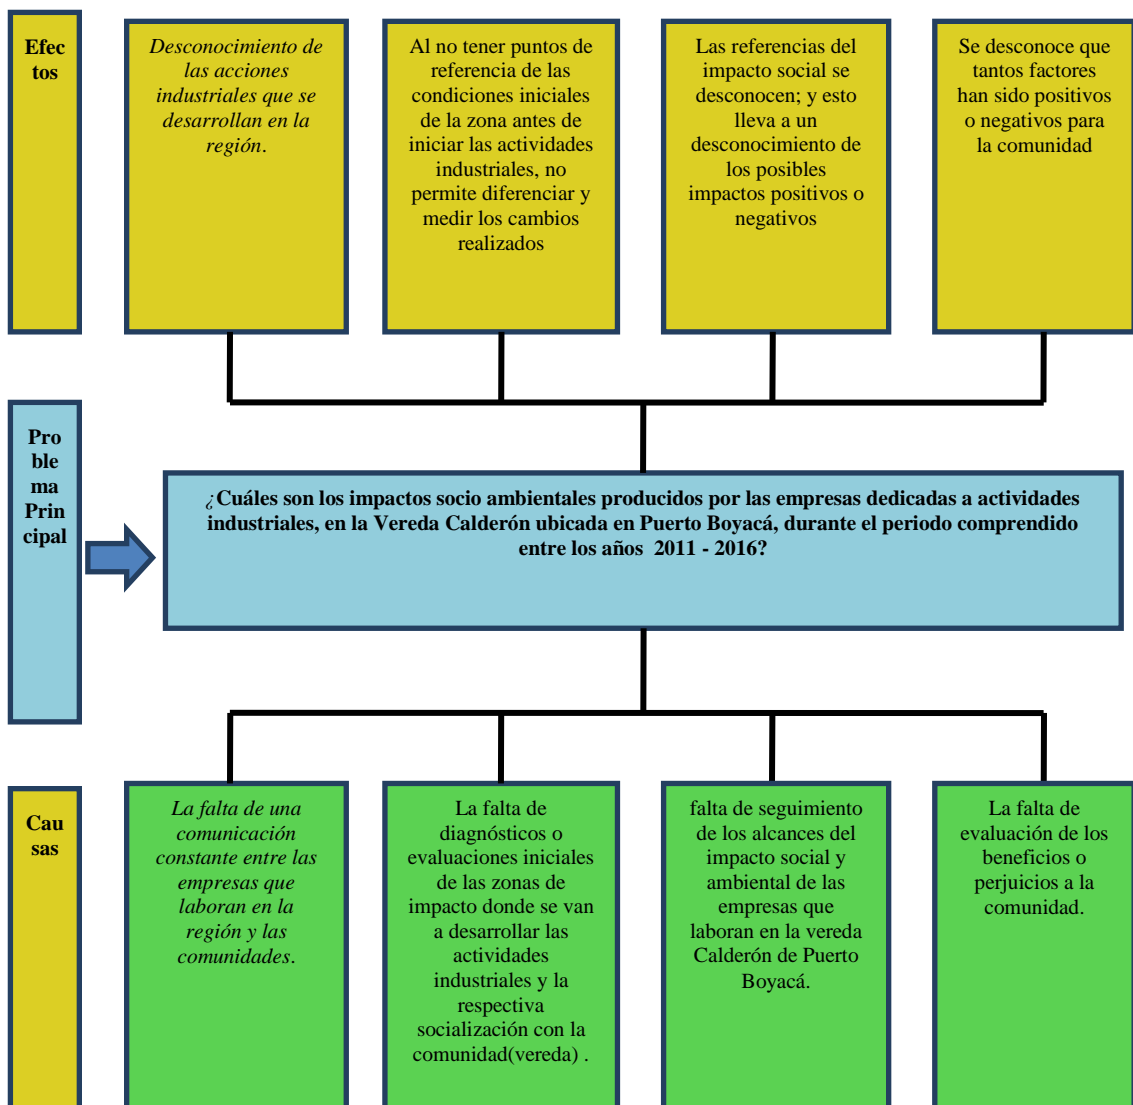 Efec
tos
Desconocimiento de
las acciones
industriales que se
desarrollan en la
región.
Al no tener puntos de
referencia de las
condiciones iniciales
de la zona antes de
iniciar las actividades
industriales, no
permite diferenciar y
medir los cambios
realizados
Las referencias del
impacto social se
desconocen; y esto
lleva a un
desconocimiento de
los posibles
impactos positivos o
negativos
Se desconoce que
tantos factores
han sido positivos
o negativos para
la comunidad
Pro
ble
ma
Prin
cipal
¿Cuáles son los impactos socio ambientales producidos por las empresas dedicadas a actividades
industriales, en la Vereda Calderón ubicada en Puerto Boyacá, durante el periodo comprendido
entre los años 2011 - 2016?
Cau
sas
La falta de una
comunicación
constante entre las
empresas que
laboran en la
región y las
comunidades.
La falta de
diagnósticos o
evaluaciones iniciales
de las zonas de
impacto donde se van
a desarrollar las
actividades
industriales y la
respectiva
socialización con la
comunidad(vereda) .
falta de seguimiento
de los alcances del
impacto social y
ambiental de las
empresas que
laboran en la vereda
Calderón de Puerto
Boyacá.
La falta de
evaluación de los
beneficios o
perjuicios a la
comunidad.